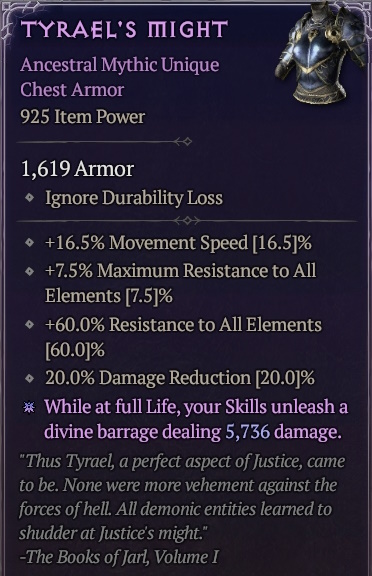 TYRAEL'S MIGHT
Ancestral Mythic Unique
Chest Armor
925 Item Power
1,619 Armor
Ignore Durability Loss
+16.5% Movement Speed [16.5]%
+7.5% Maximum Resistance to All
Elements [7.5]%
+60.0% Resistance to All Elements
[60.0]%
20.0% Damage Reduction [20.0]%
While at full Life, your Skills unleash a
divine barrage dealing 5,736 damage.
"Thus Tyrael, a perfect aspect of Justice, came
to be. None were more vehement against the
forces of hell. All demonic entities learned to
shudder at Justice's might."
-The Books of Jarl, Volume I